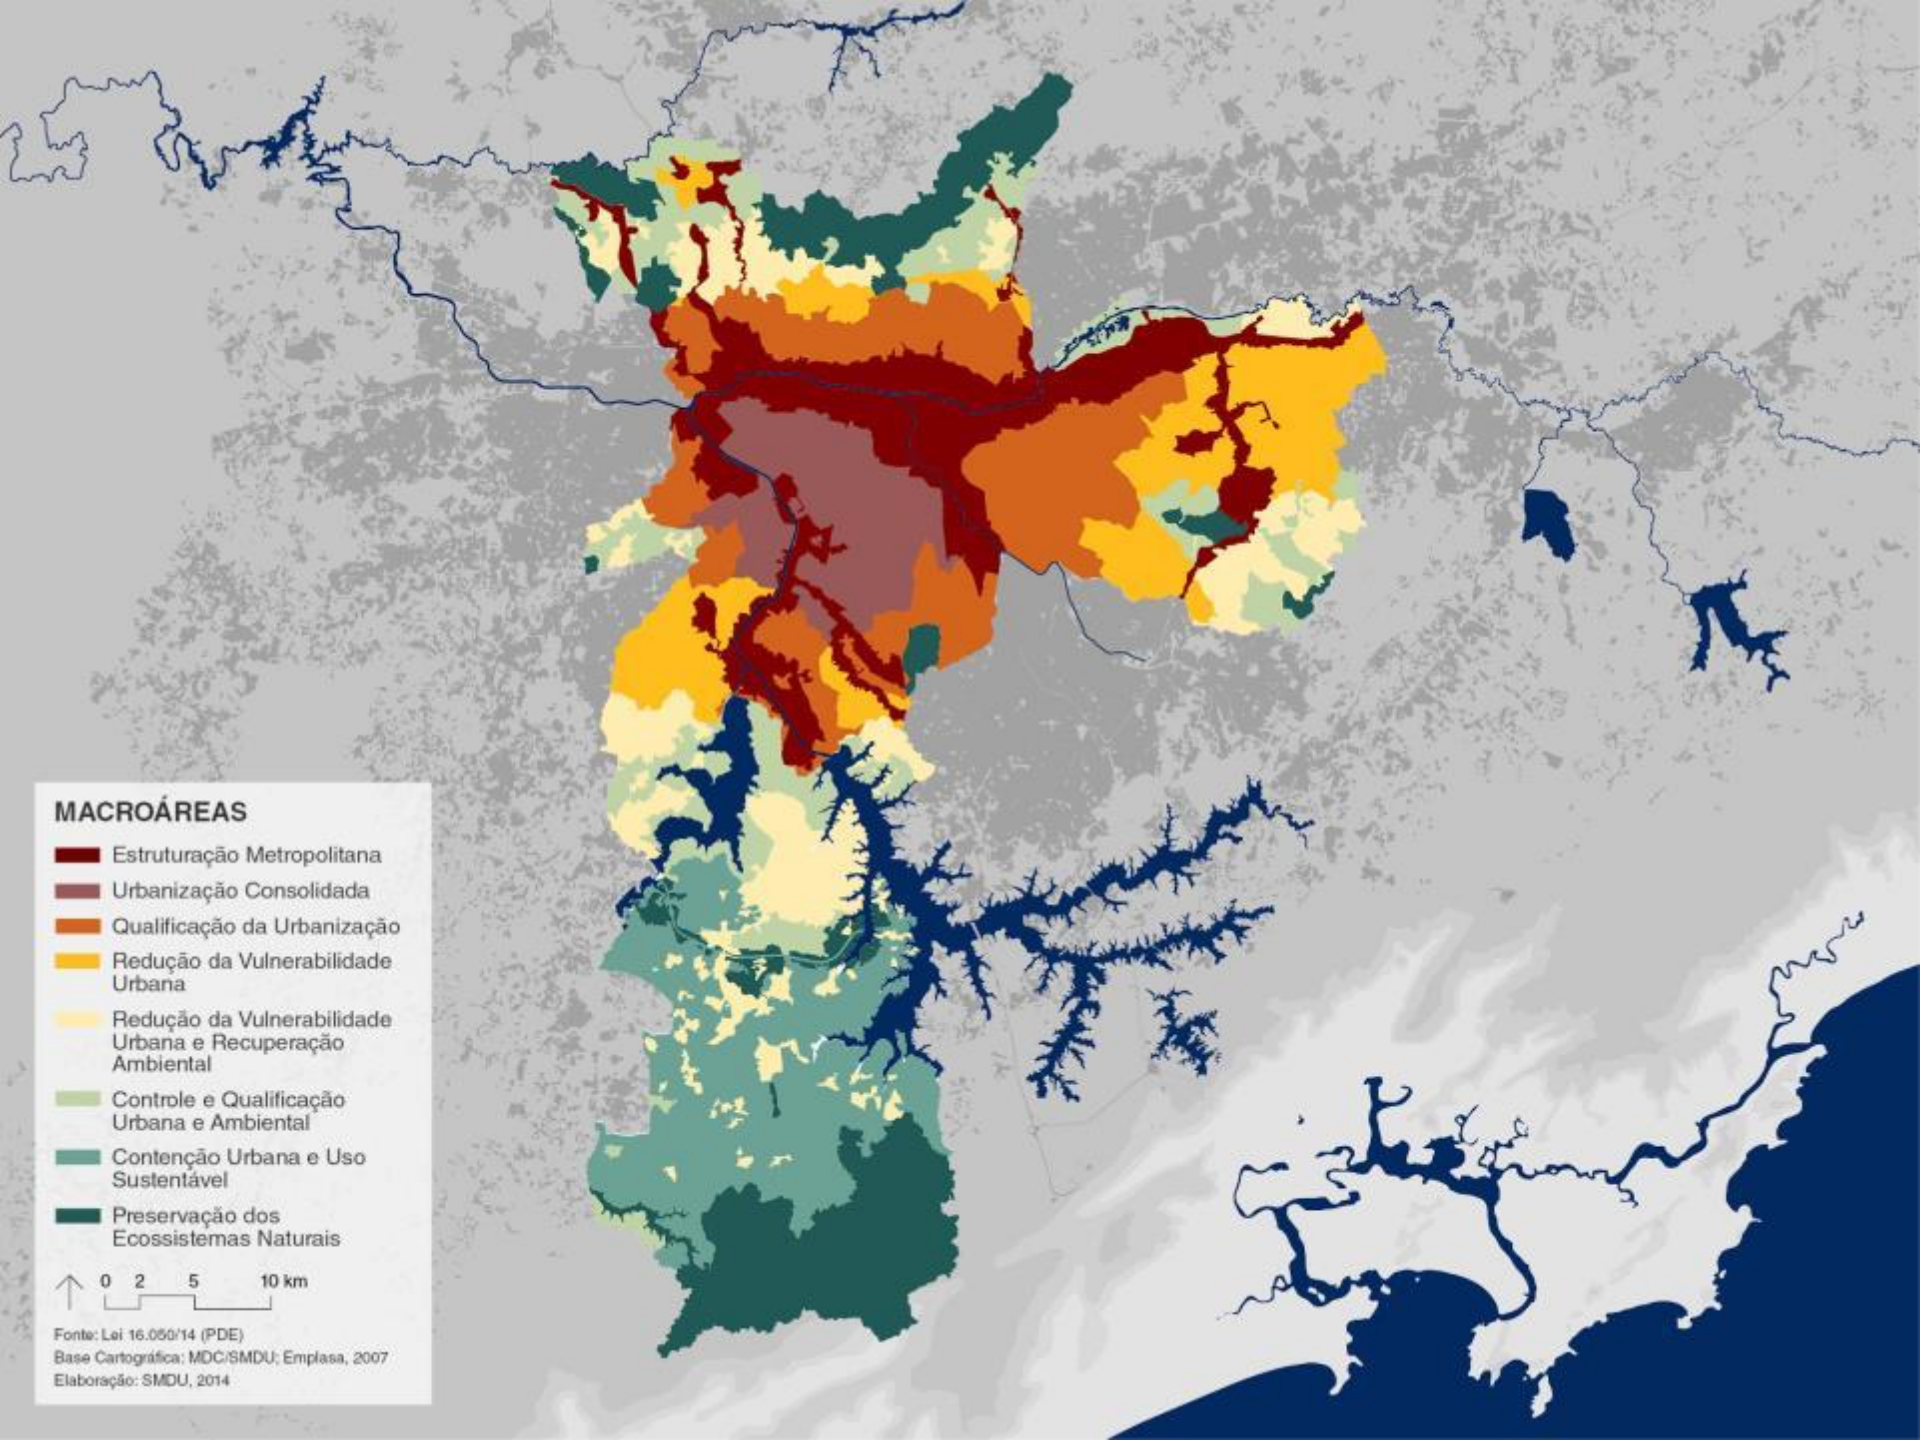 MACROÁREAS
Estruturação Metropolitana
Urbanização Consolidada
Qualificação da Urbanização
Redução da Vulnerabilidade
Urbana
Redução da Vulnerabilidade
Urbana e Recuperação
Ambiental
Controle e Qualificação
Urbana e Ambiental
Contenção Urbana e Uso
Sustentável
Preservação dos
Ecossistemas Naturais
0 2 5 10 km
Fonte: Lei 16.050/14 (PDE)
Base Cartográfica: MDC/SMDU; Emplasa, 2007
Elaboração: SMDU, 2014